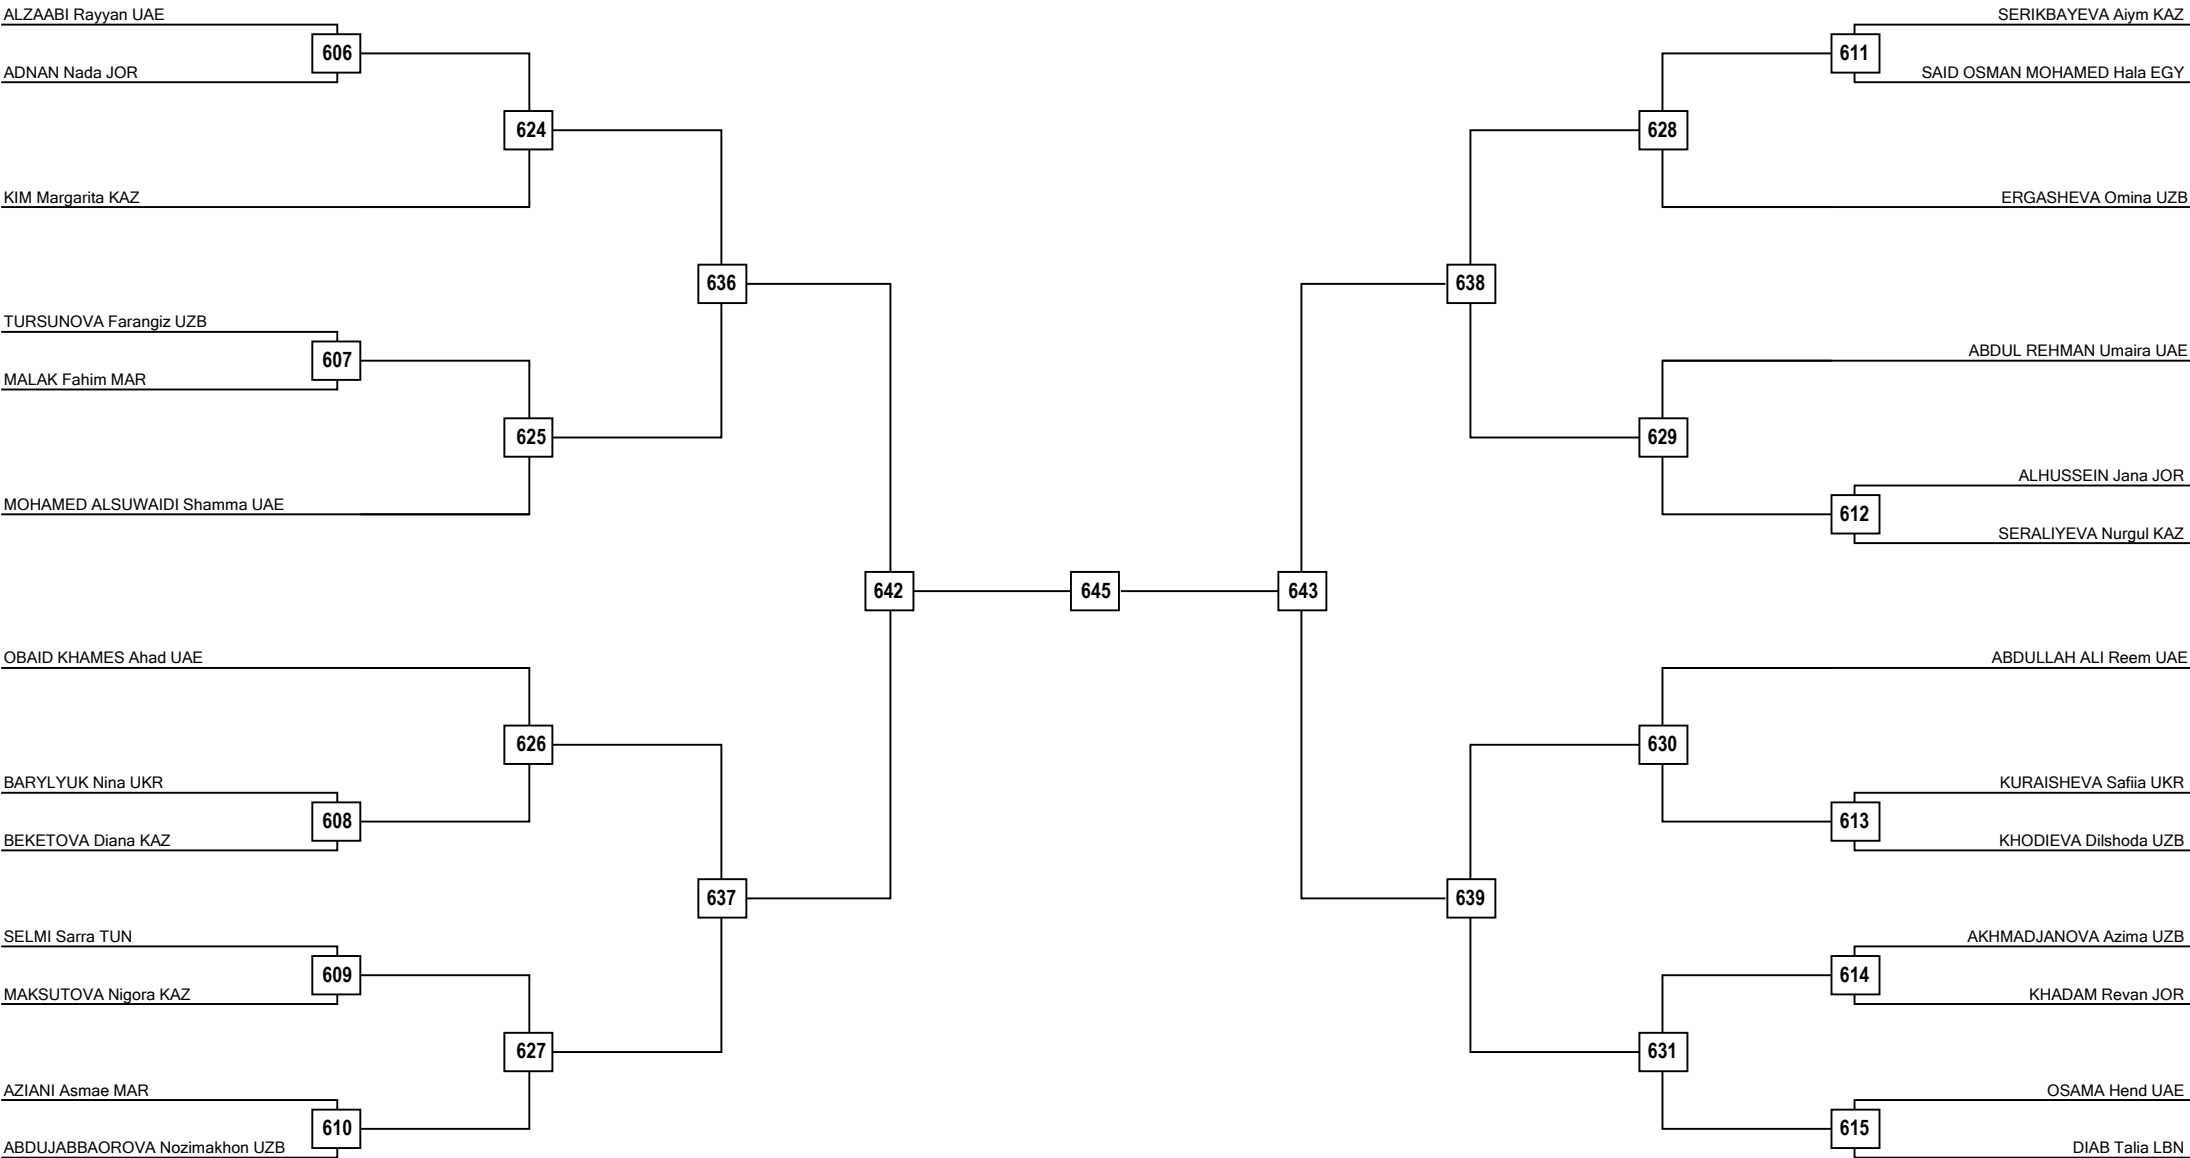 ALZAABI Rayyan UAE
606
ADNAN Nada JOR
624
KIM Margarita KAZ
636
TURSUNOVA Farangiz UZB
607
MALAK Fahim MAR
625
MOHAMED ALSUWAIDI Shamma UAE
642
OBAID KHAMES Ahad UAE
626
BARYLYUK Nina UKR
608
BEKETOVA Diana KAZ
637
SELMI Sarra TUN
609
MAKSUTOVA Nigora KAZ
627
AZIANI Asmae MAR
610
ABDUJABBAOROVA Nozimakhon UZB
645
SERIKBAYEVA Aiym KAZ
611
SAID OSMAN MOHAMED Hala EGY
628
ERGASHEVA Omina UZB
638
ABDUL REHMAN Umaira UAE
629
ALHUSSEIN Jana JOR
612
SERALIYEVA Nurgul KAZ
643
ABDULLAH ALI Reem UAE
630
KURAISHEVA Safiia UKR
613
KHODIEVA Dilshoda UZB
639
AKHMADJANOVA Azima UZB
614
KHADAM Revan JOR
631
OSAMA Hend UAE
615
DIAB Talia LBN